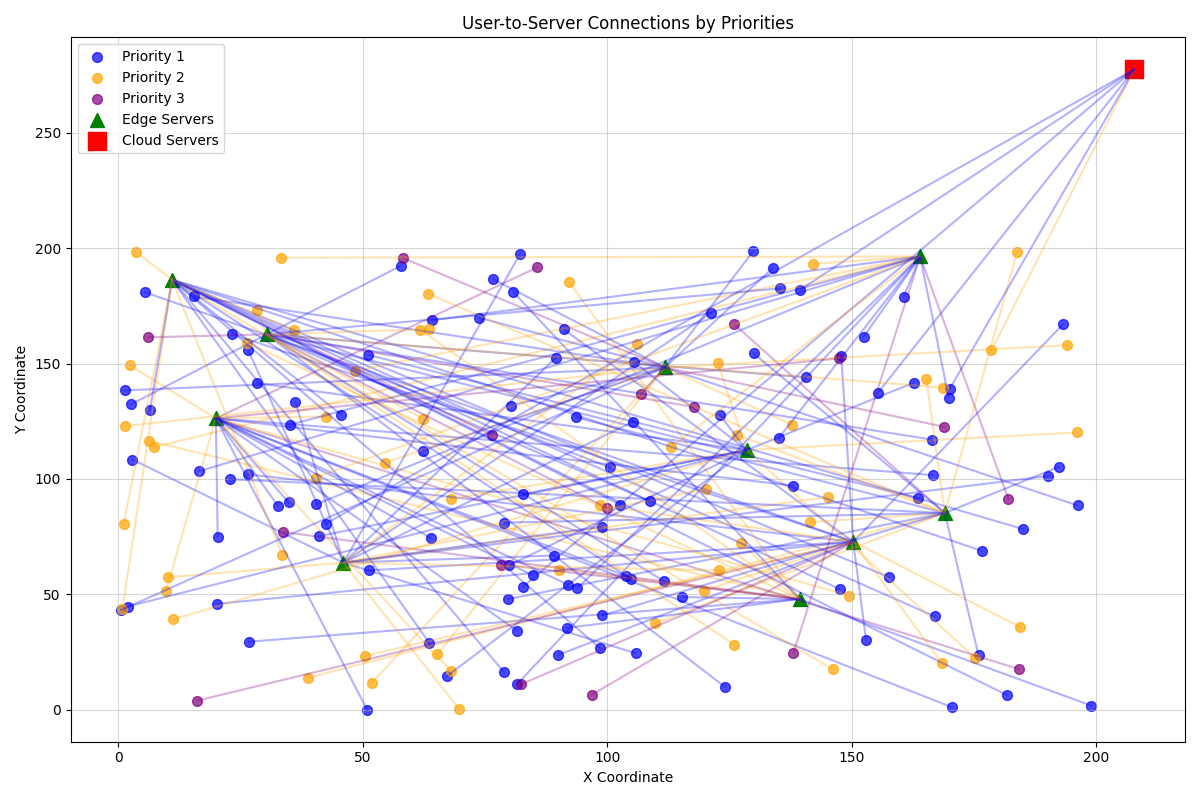 User-to-Server Connections by Priorities
Priority 1
Priority 2
Priority 3
Edge Servers
Cloud Servers
Y Coordinate
250
200
150
100
50
0
0 50 100 150 200
X Coordinate